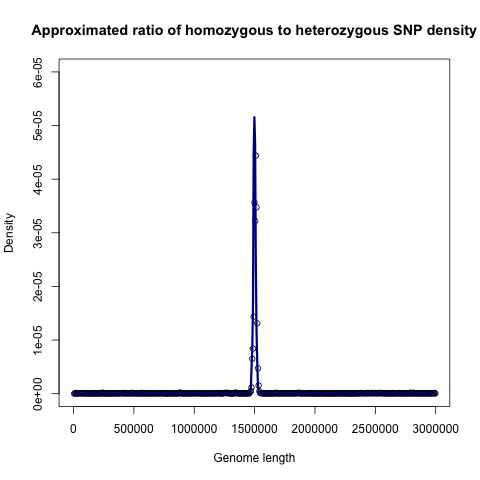 Approximated ratio of homozygous to heterozygous SNP density
6e-05
5e-05
4e-05
3e-05
2e-05
1e-05
0e+00
Density
0 500000 1000000 1500000 2000000 2500000 3000000
Genome length